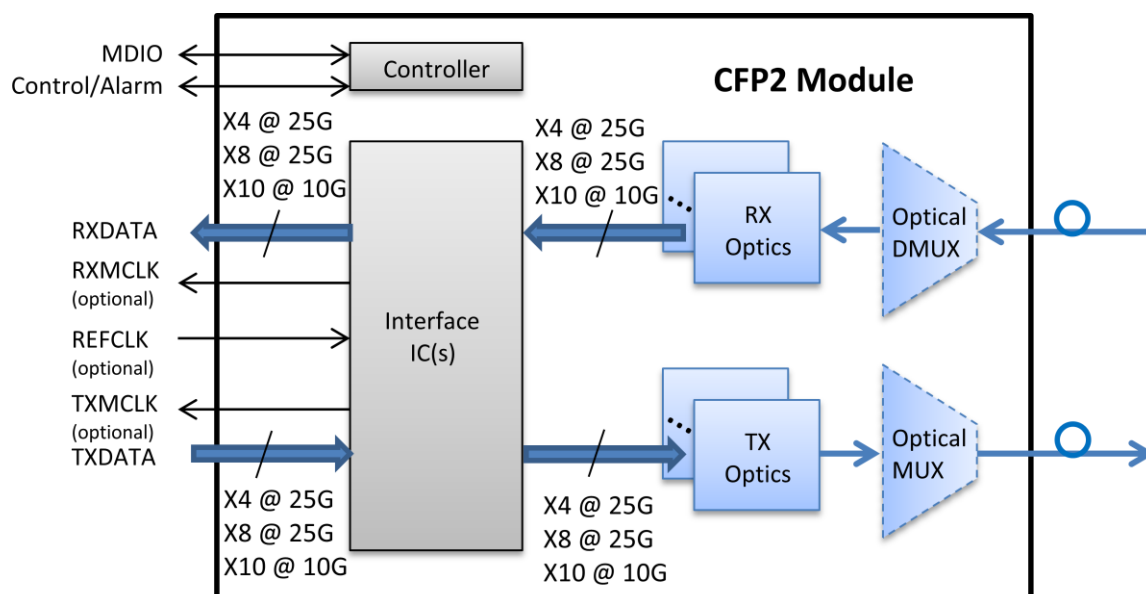 MDIO
Control/Alarm
Controller
CFP2 Module
X4 @ 25G
X8 @ 25G
X10 @ 10G
X4 @ 25G
X8 @ 25G
X10 @ 10G
RXDATA
RXMCLK
(optional)
REFCLK
(optional)
TXMCLK
(optional)
TXDATA
Interface
IC(s)
RX
Optics
Optical
DMUX
TX
Optics
Optical
MUX
X4 @ 25G
X8 @ 25G
X10 @ 10G
X4 @ 25G
X8 @ 25G
X10 @ 10G